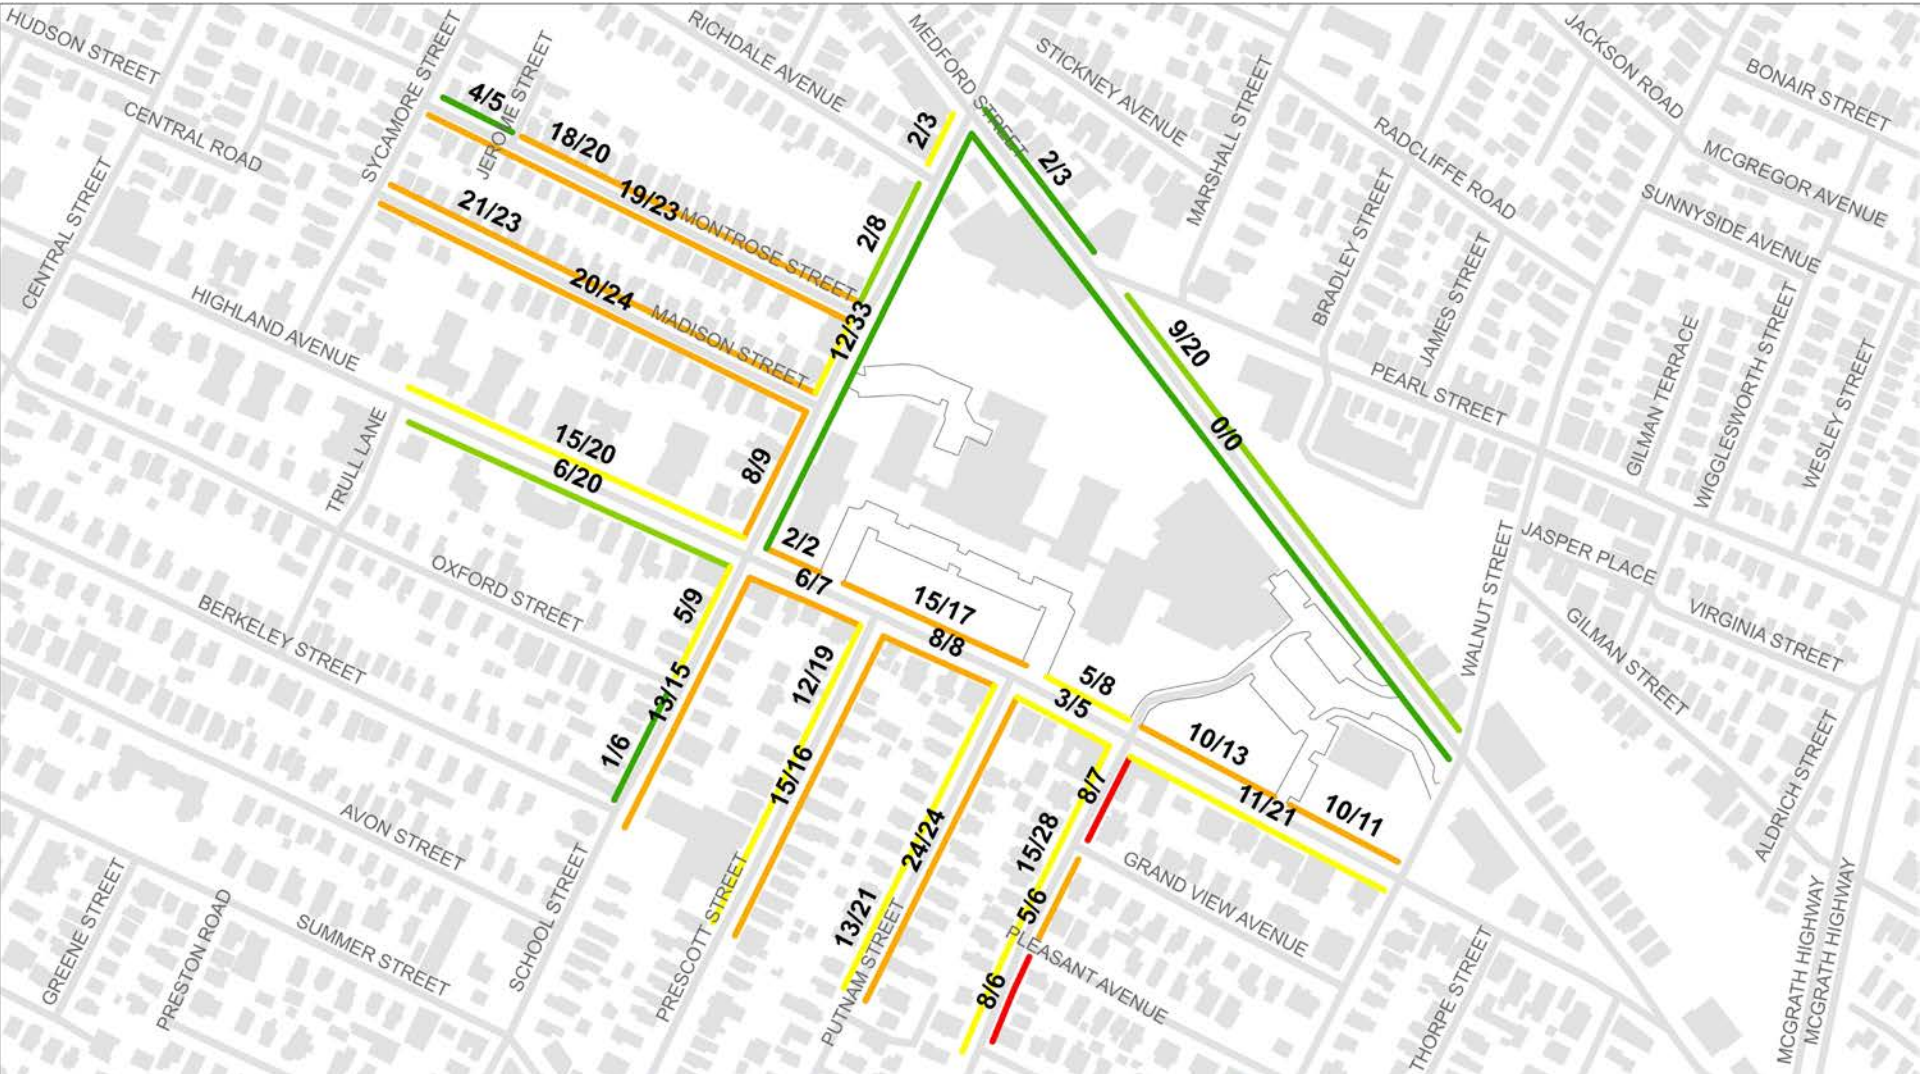 HUDSON STREET
CENTRAL ROAD
CENTRAL STREET
SYCAMORE STREET
JEROME STREET
RICHDALE AVENUE
MEDFORD STREET
STICKNEY AVENUE
MARSHALL STREET
RADCLIFFE ROAD
JACKSON ROAD
BONAIR STREET
MCGREGOR AVENUE
SUNNYSIDE AVENUE
BRADLEY STREET
JAMES STREET
4/5
18/20
19/23
MONTROSE STREET
21/23
20/24
MADISON STREET
2/3
2/8
12/33
2/3
9/20
0/0
PEARL STREET
GILMAN TERRACE
WIGGLESWORTH STREET
WESLEY STREET
HIGHLAND AVENUE
TRULL LANE
15/20
6/20
8/9
OXFORD STREET
BERKELEY STREET
2/2
6/7
15/17
8/8
5/8
3/5
10/13
11/21
10/11
WALNUT STREET
JASPER PLACE
VIRGINIA STREET
GILMAN STREET
5/9
13/15
1/6
12/19
15/16
24/24
13/21
8/7
15/28
5/6
8/6
AVON STREET
SUMMER STREET
GREENE STREET
PRESTON ROAD
SCHOOL STREET
PRESCOTT STREET
PUTNAM STREET
GRAND VIEW AVENUE
PLEASANT AVENUE
THORPE STREET
ALDRICH STREET
MCGRATH HIGHWAY
MCGRATH HIGHWAY